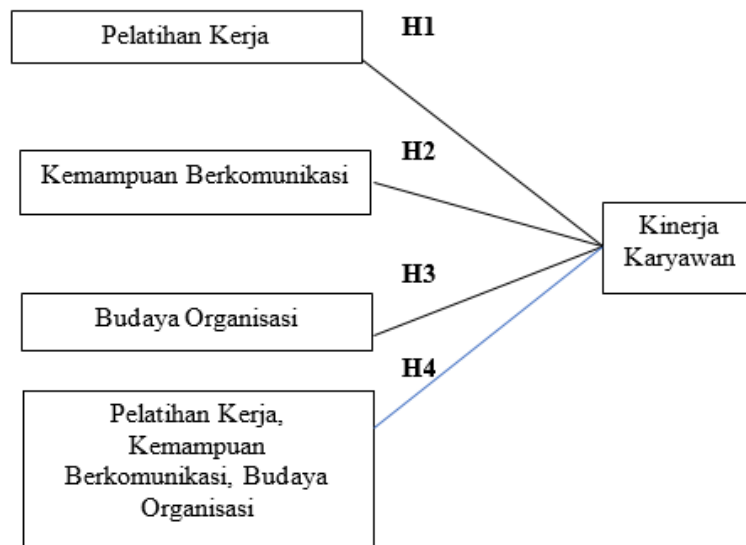 Pelatihan Kerja
H1
Kemampuan Berkomunikasi
H2
Budaya Organisasi
H3
Pelatihan Kerja,
Kemampuan
Berkomunikasi, Budaya
Organisasi
H4
Kinerja
Karyawan